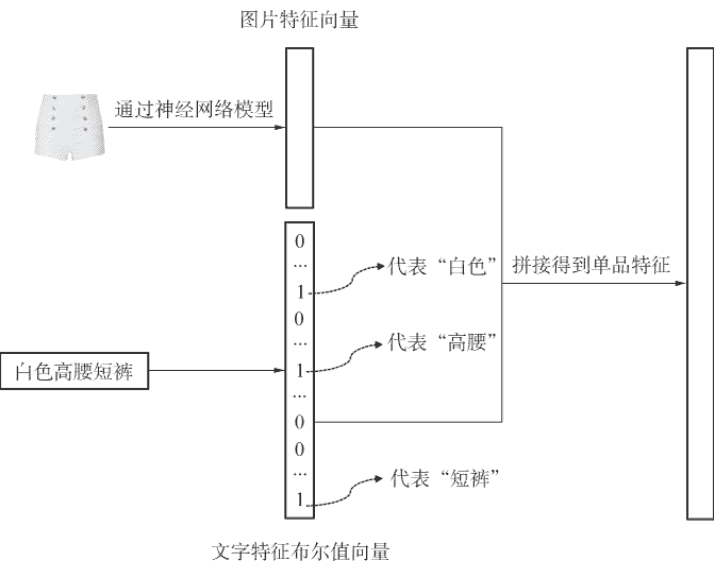 图片特征向量
通过神经网络模型
0
...
1
代表“白色”
拼接得到单品特征
0
...
1
代表“高腰”
白色高腰短裤
...
0
0
...
1
代表“短裤”
文字特征布尔值向量